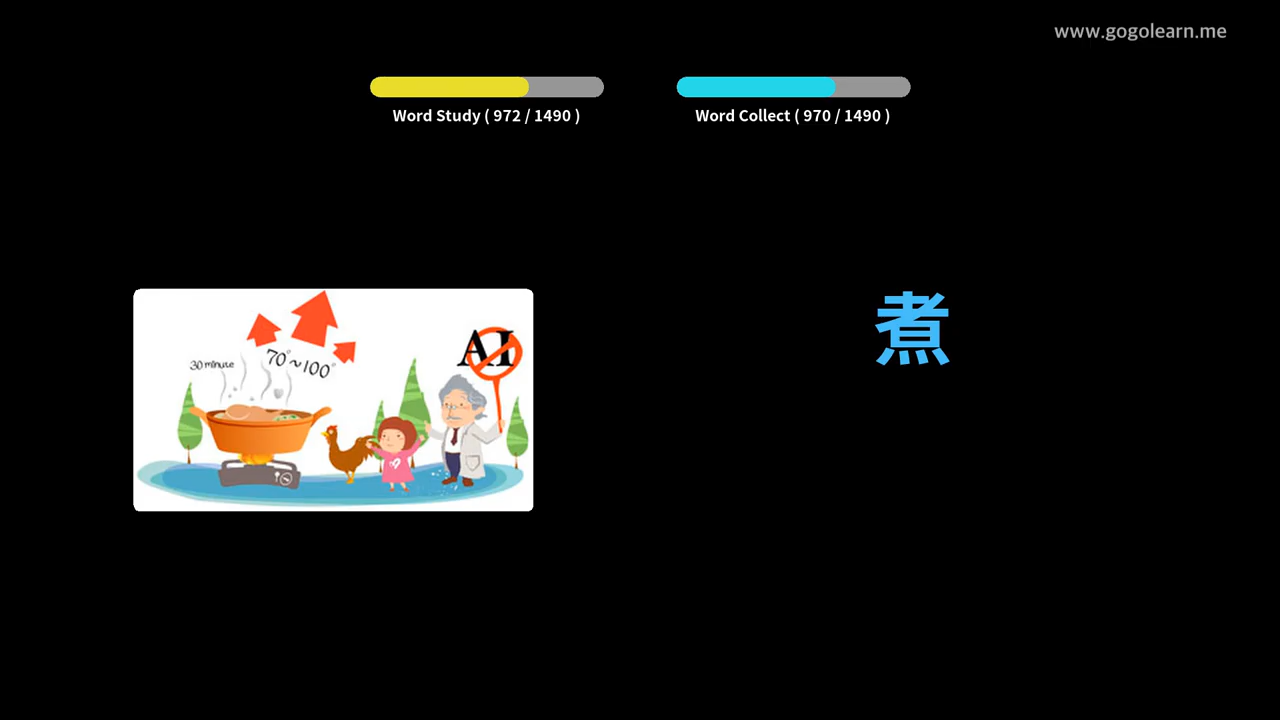 www.gogolearn.me
Word Study ( 972 / 1490 )
Word Collect ( 970 / 1490 )
30 minute
70°~100°
AI
煮